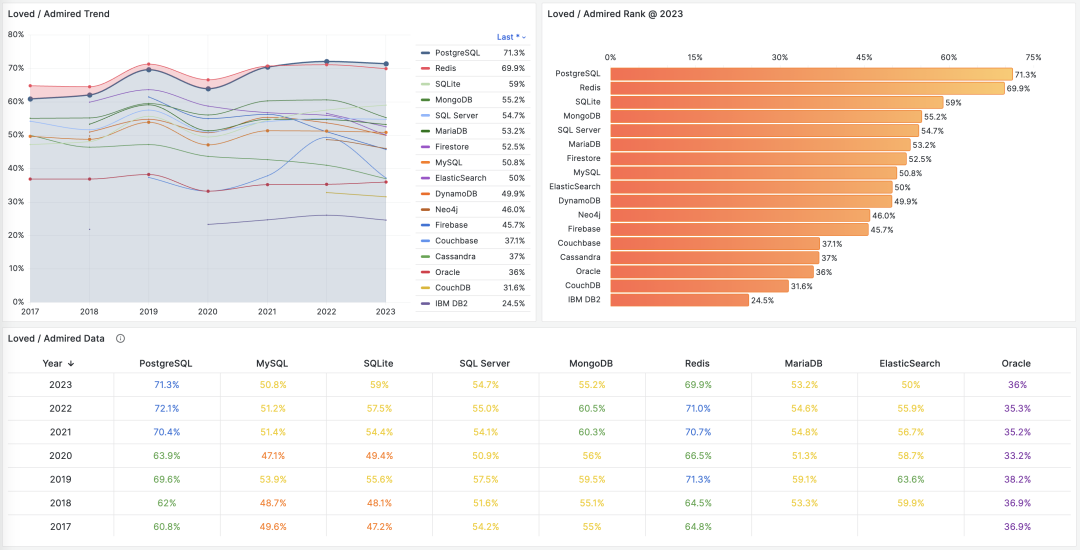 Loved / Admired Trend
Last *
80%
70%
60%
50%
40%
30%
20%
10%
0%
2017 2018 2019 2020 2021 2022 2023
PostgreSQL 71.3%
Redis 69.9%
SQLite 59%
MongoDB 55.2%
SQL Server 54.7%
MariaDB 53.2%
Firestore 52.5%
MySQL 50.8%
ElasticSearch 50%
DynamoDB 49.9%
Neo4j 46.0%
Firebase 45.7%
Couchbase 37.1%
Cassandra 37%
Oracle 36%
CouchDB 31.6%
IBM DB2 24.5%
Loved / Admired Rank @ 2023
0% 15% 30% 45% 60% 75%
PostgreSQL 71.3%
Redis 69.9%
SQLite 59%
MongoDB 55.2%
SQL Server 54.7%
MariaDB 53.2%
Firestore 52.5%
MySQL 50.8%
ElasticSearch 50%
DynamoDB 49.9%
Neo4j 46.0%
Firebase 45.7%
Couchbase 37.1%
Cassandra 37%
Oracle 36%
CouchDB 31.6%
IBM DB2 24.5%
Loved / Admired Data
Year PostgreSQL MySQL SQLite SQL Server MongoDB Redis MariaDB ElasticSearch Oracle
2023 71.3% 50.8% 59% 54.7% 55.2% 69.9% 53.2% 50% 36%
2022 72.1% 51.2% 57.5% 55.0% 60.5% 71.0% 54.6% 55.9% 35.3%
2021 70.4% 51.4% 54.4% 54.1% 60.3% 70.7% 54.8% 56.7% 35.2%
2020 63.9% 47.1% 49.4% 50.9% 56% 66.5% 51.3% 58.7% 33.2%
2019 69.6% 53.9% 55.6% 57.5% 59.5% 71.3% 59.1% 63.6% 38.2%
2018 62% 48.7% 48.1% 51.6% 55.1% 64.5% 53.3% 59.9% 36.9%
2017 60.8% 49.6% 47.2% 54.2% 55% 64.8% 36.9%